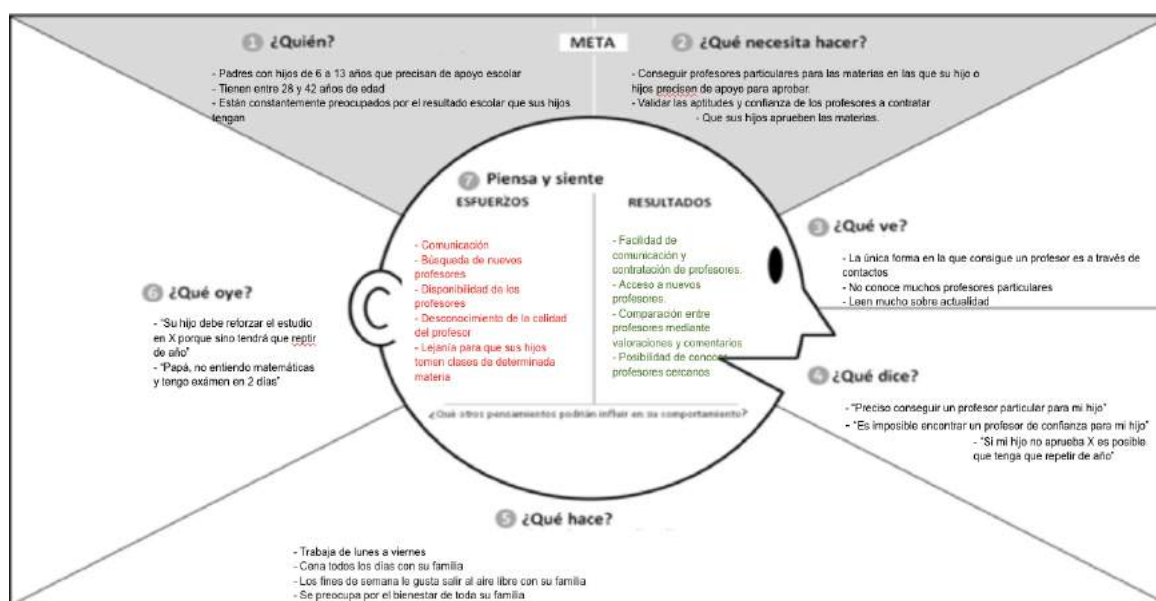 1 ¿Quién?
META
2 ¿Qué necesita hacer?
- Padres con hijos de 6 a 13 años que precisan de apoyo escolar
- Tienen entre 28 y 42 años de edad
- Están constantemente preocupados por el resultado escolar que sus hijos
tengan
- Conseguir profesores particulares para las materias en las que su hijo o
hijos precisen de apoyo para aprobar.
- Validar las aptitudes y confianza de los profesores a contratar
- Que sus hijos aprueben las materias.
7 Piensa y siente
ESFUERZOS
- Comunicación
- Búsqueda de nuevos
profesores
- Disponibilidad de los
profesores
- Desconocimiento de la calidad
del profesor
- Lejanía para que sus hijos
tomen clases de determinada
materia
RESULTADOS
- Facilidad de
comunicación y
contratación de profesores.
- Acceso a nuevos
profesores.
- Comparación entre
profesores mediante
valoraciones y comentarios
- Posibilidad de conocer
profesores cercanos
¿Qué otros pensamientos podrían influir en su comportamiento?
3 ¿Qué ve?
- La única forma en la que consigue un profesor es a través de
contactos
- No conoce muchos profesores particulares
- Leen mucho sobre actualidad
4 ¿Qué dice?
- "Preciso conseguir un profesor particular para mi hijo"
- "Es imposible encontrar un profesor de confianza para mi hijo"
- "Si mi hijo no aprueba X es posible
que tenga que repetir de año"
6 ¿Qué oye?
- "Su hijo debe reforzar el estudio
en X porque sino tendrá que reptir
de año"
- "Papá, no entiendo matemáticas
y tengo exámen en 2 días"
5 ¿Qué hace?
- Trabaja de lunes a viernes
- Cena todos los días con su familia
- Los fines de semana le gusta salir al aire libre con su familia
- Se preocupa por el bienestar de toda su familia